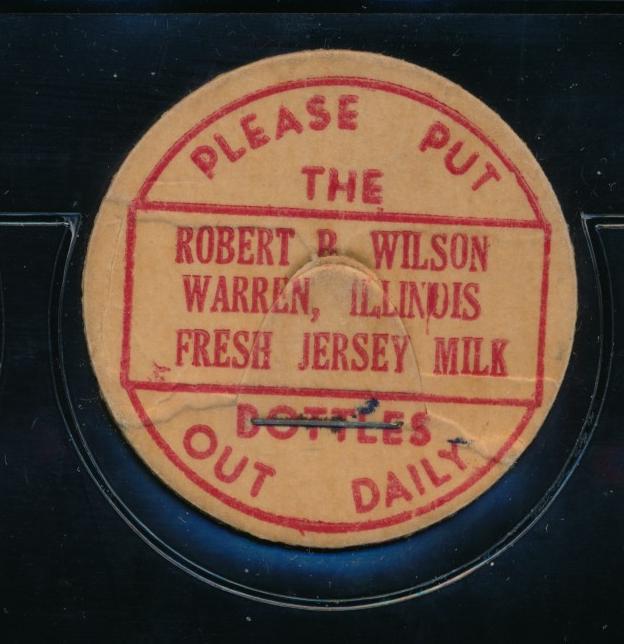 PLEASE PUT
THE
ROBERT R. WILSON
WARREN, ILLINOIS
FRESH JERSEY MILK
BOTTLES
OUT DAILY